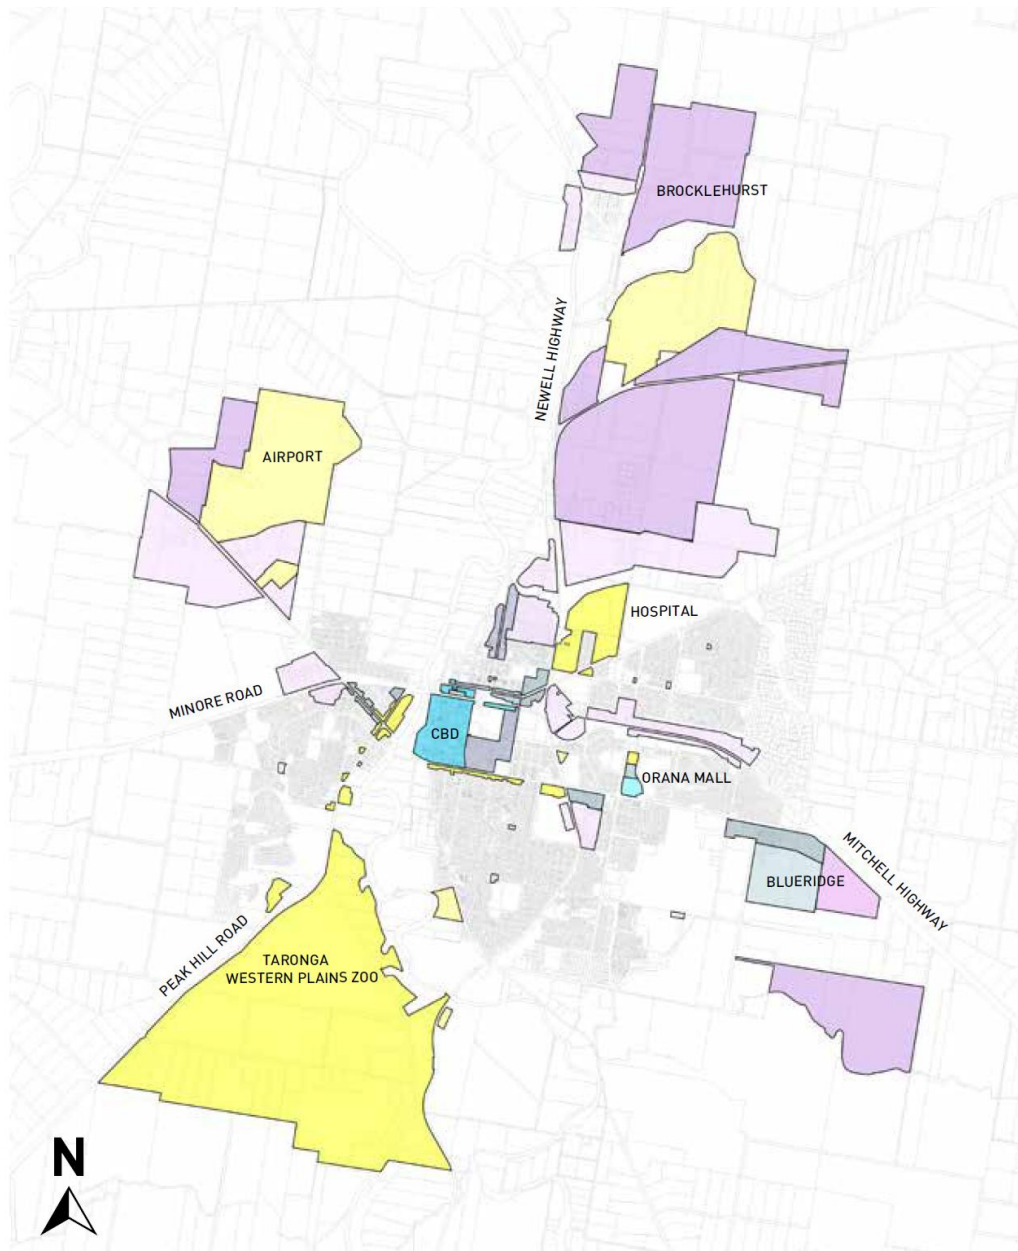 BROCKLEHURST
NEWELL HIGHWAY
AIRPORT
HOSPITAL
MINORE ROAD
CBD
ORANA MALL
MITCHELL HIGHWAY
BLUERIDGE
PEAK HILL ROAD
TARONGA
WESTERN PLAINS ZOO
N